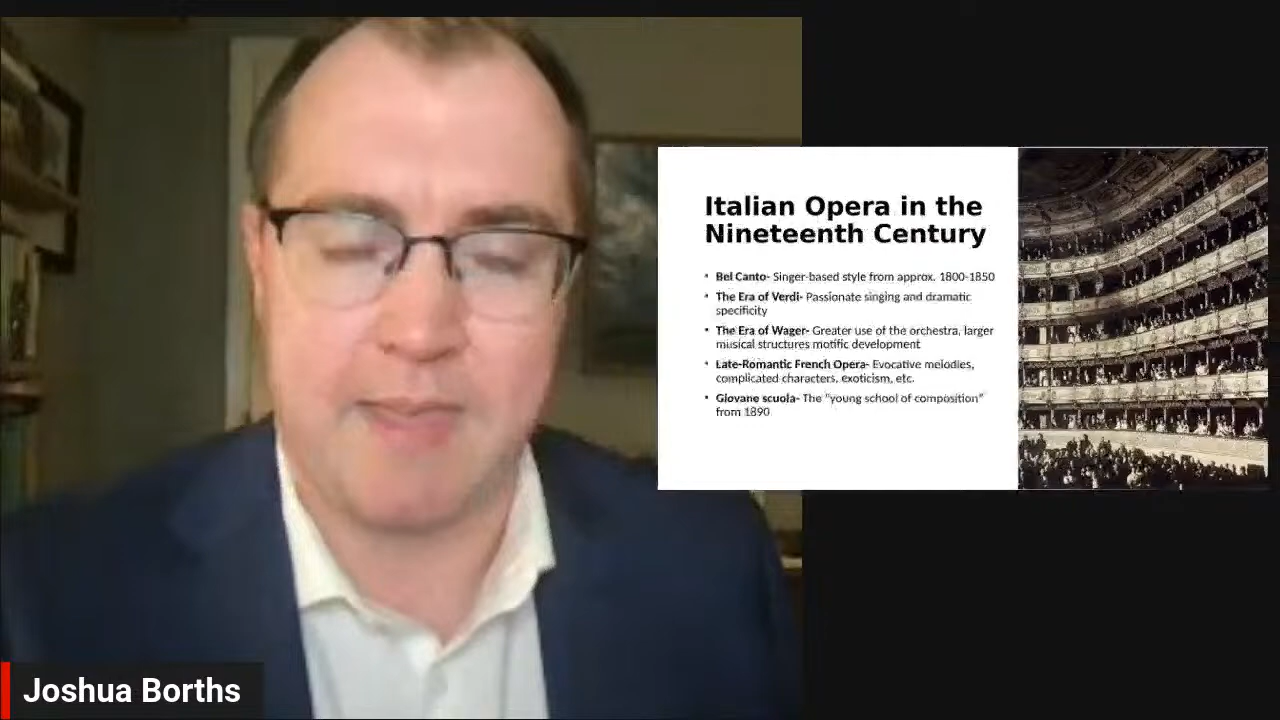 Italian Opera in the
Nineteenth Century
• Bel Canto- Singer-based style from approx. 1800-1850
• The Era of Verdi- Passionate singing and dramatic
specificity
• The Era of Wager- Greater use of the orchestra, larger
musical structures motific development
• Late-Romantic French Opera- Evocative melodies,
complicated characters, exoticism, etc.
• Giovane scuola- The "young school of composition"
from 1890
Joshua Borths